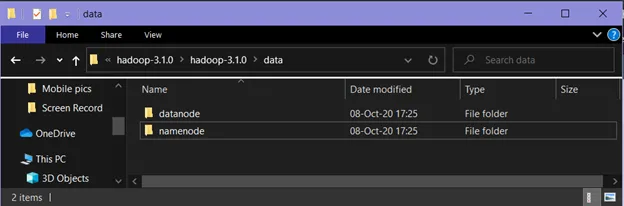 data
File Home Share View
« hadoop-3.1.0 hadoop-3.1.0 data
Search data
Mobile pics
Screen Record
OneDrive
This PC
3D Objects
Name Date modified Type Size
datanode 08-Oct-20 17:25 File folder
namenode 08-Oct-20 17:25 File folder
2 items